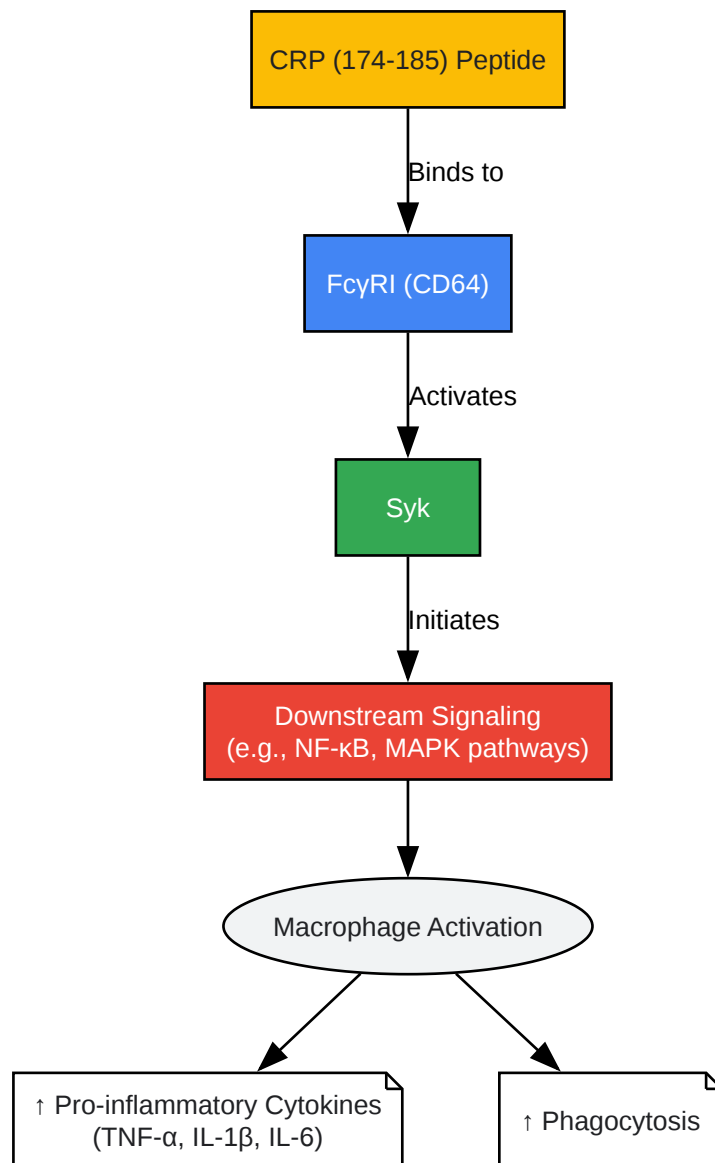 CRP (174-185) Peptide
Binds to
FcγRI (CD64)
Activates
Syk
Initiates
Downstream Signaling
(e.g., NF-κB, MAPK pathways)
Macrophage Activation
↑ Pro-inflammatory Cytokines
(TNF-α, IL-1β, IL-6)
↑ Phagocytosis